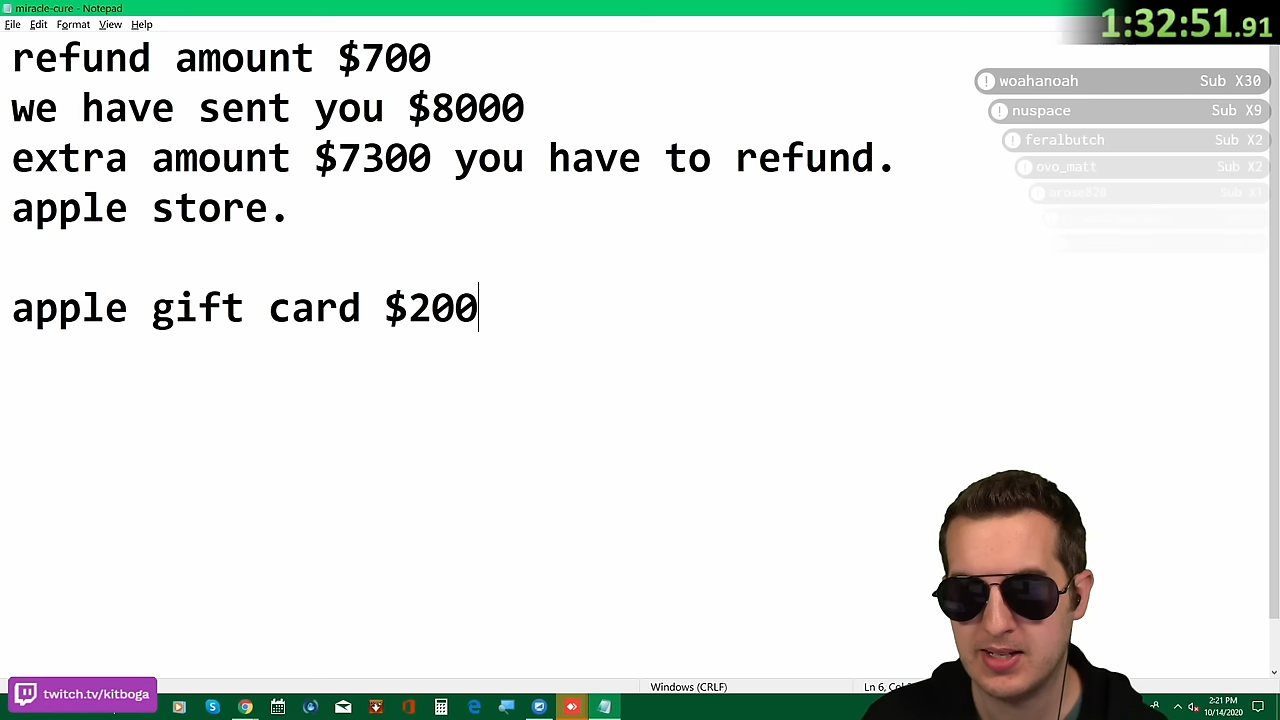 miracle-cure - Notepad
File Edit Format View Help
1:32:51.91
refund amount $700
we have sent you $8000
extra amount $7300 you have to refund.
apple store.
apple gift card $200
woahanoah Sub X30
nuspace Sub X9
feralbutch Sub X2
ovo_matt Sub X2
arose820 Sub X1
twitch.tv/kitboga
Windows (CRLF)
Ln 6, Col
2:21 PM
10/14/2020